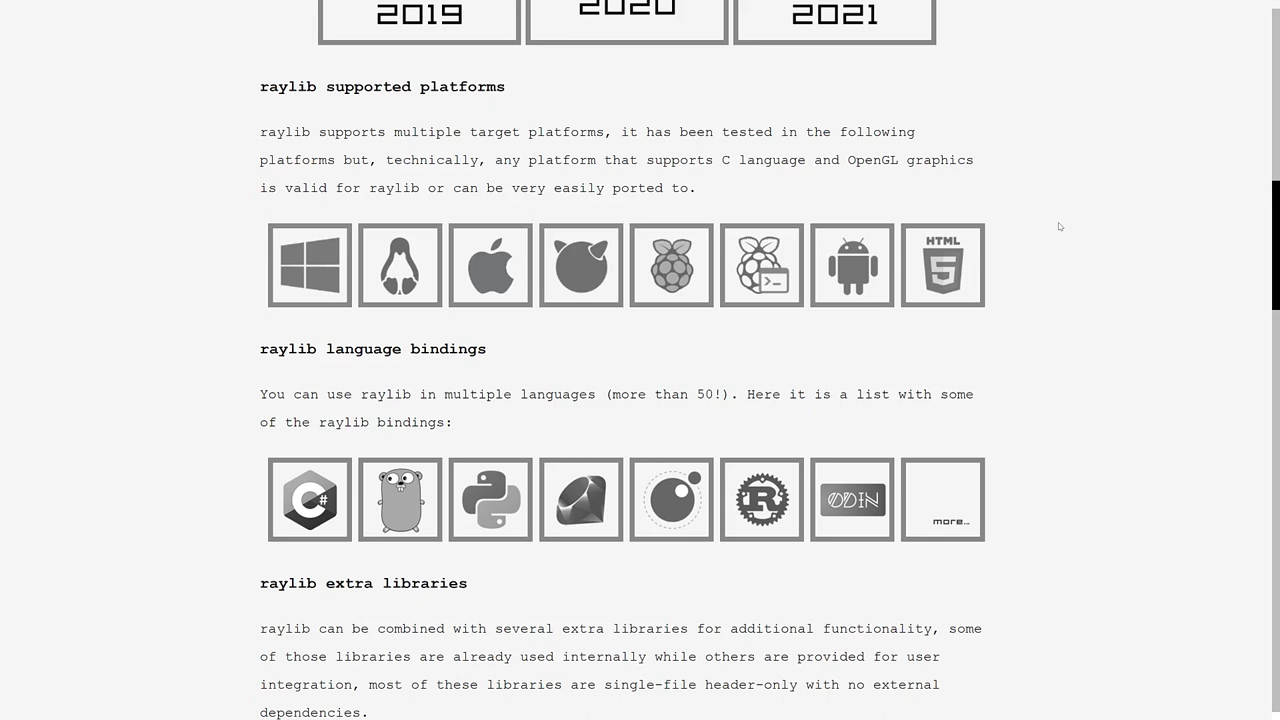 2019 2020 2021
raylib supported platforms
raylib supports multiple target platforms, it has been tested in the following
platforms but, technically, any platform that supports C language and OpenGL graphics
is valid for raylib or can be very easily ported to.
HTML
5
raylib language bindings
You can use raylib in multiple languages (more than 50!). Here it is a list with some
of the raylib bindings:
C# R ODIN more…
raylib extra libraries
raylib can be combined with several extra libraries for additional functionality, some
of those libraries are already used internally while others are provided for user
integration, most of these libraries are single-file header-only with no external
dependencies.